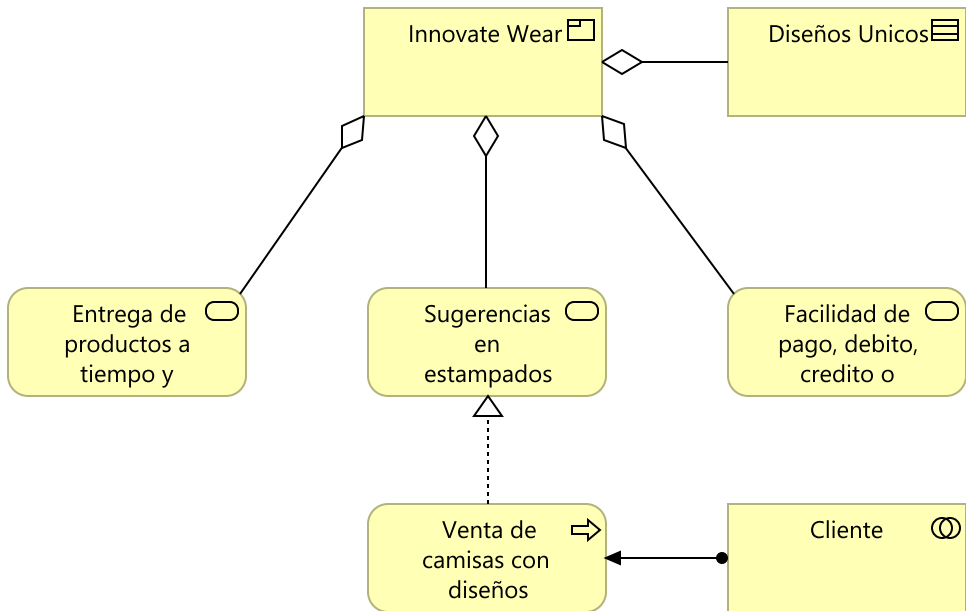 Innovate Wear
Diseños Unicos
Entrega de
productos a
tiempo y
Sugerencias
en
estampados
Facilidad de
pago, debito,
credito o
Venta de
camisas con
diseños
Cliente